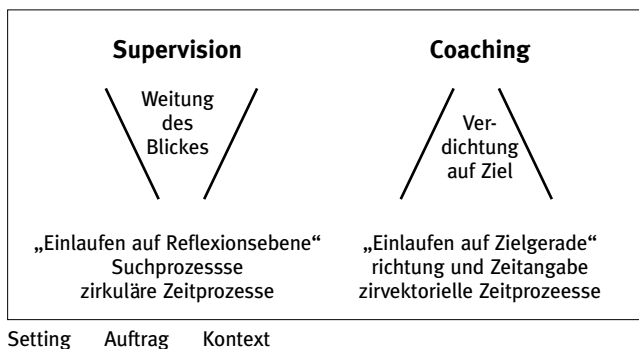 Supervision
Weitung
des
Blickes
„Einlaufen auf Reflexionsebene“
Suchprozessse
zirkuläre Zeitprozesse
Coaching
Ver-
dichtung
auf Ziel
„Einlaufen auf Zielgerade“
richtung und Zeitangabe
zirvektorielle Zeitprozeesse
Setting Auftrag Kontext